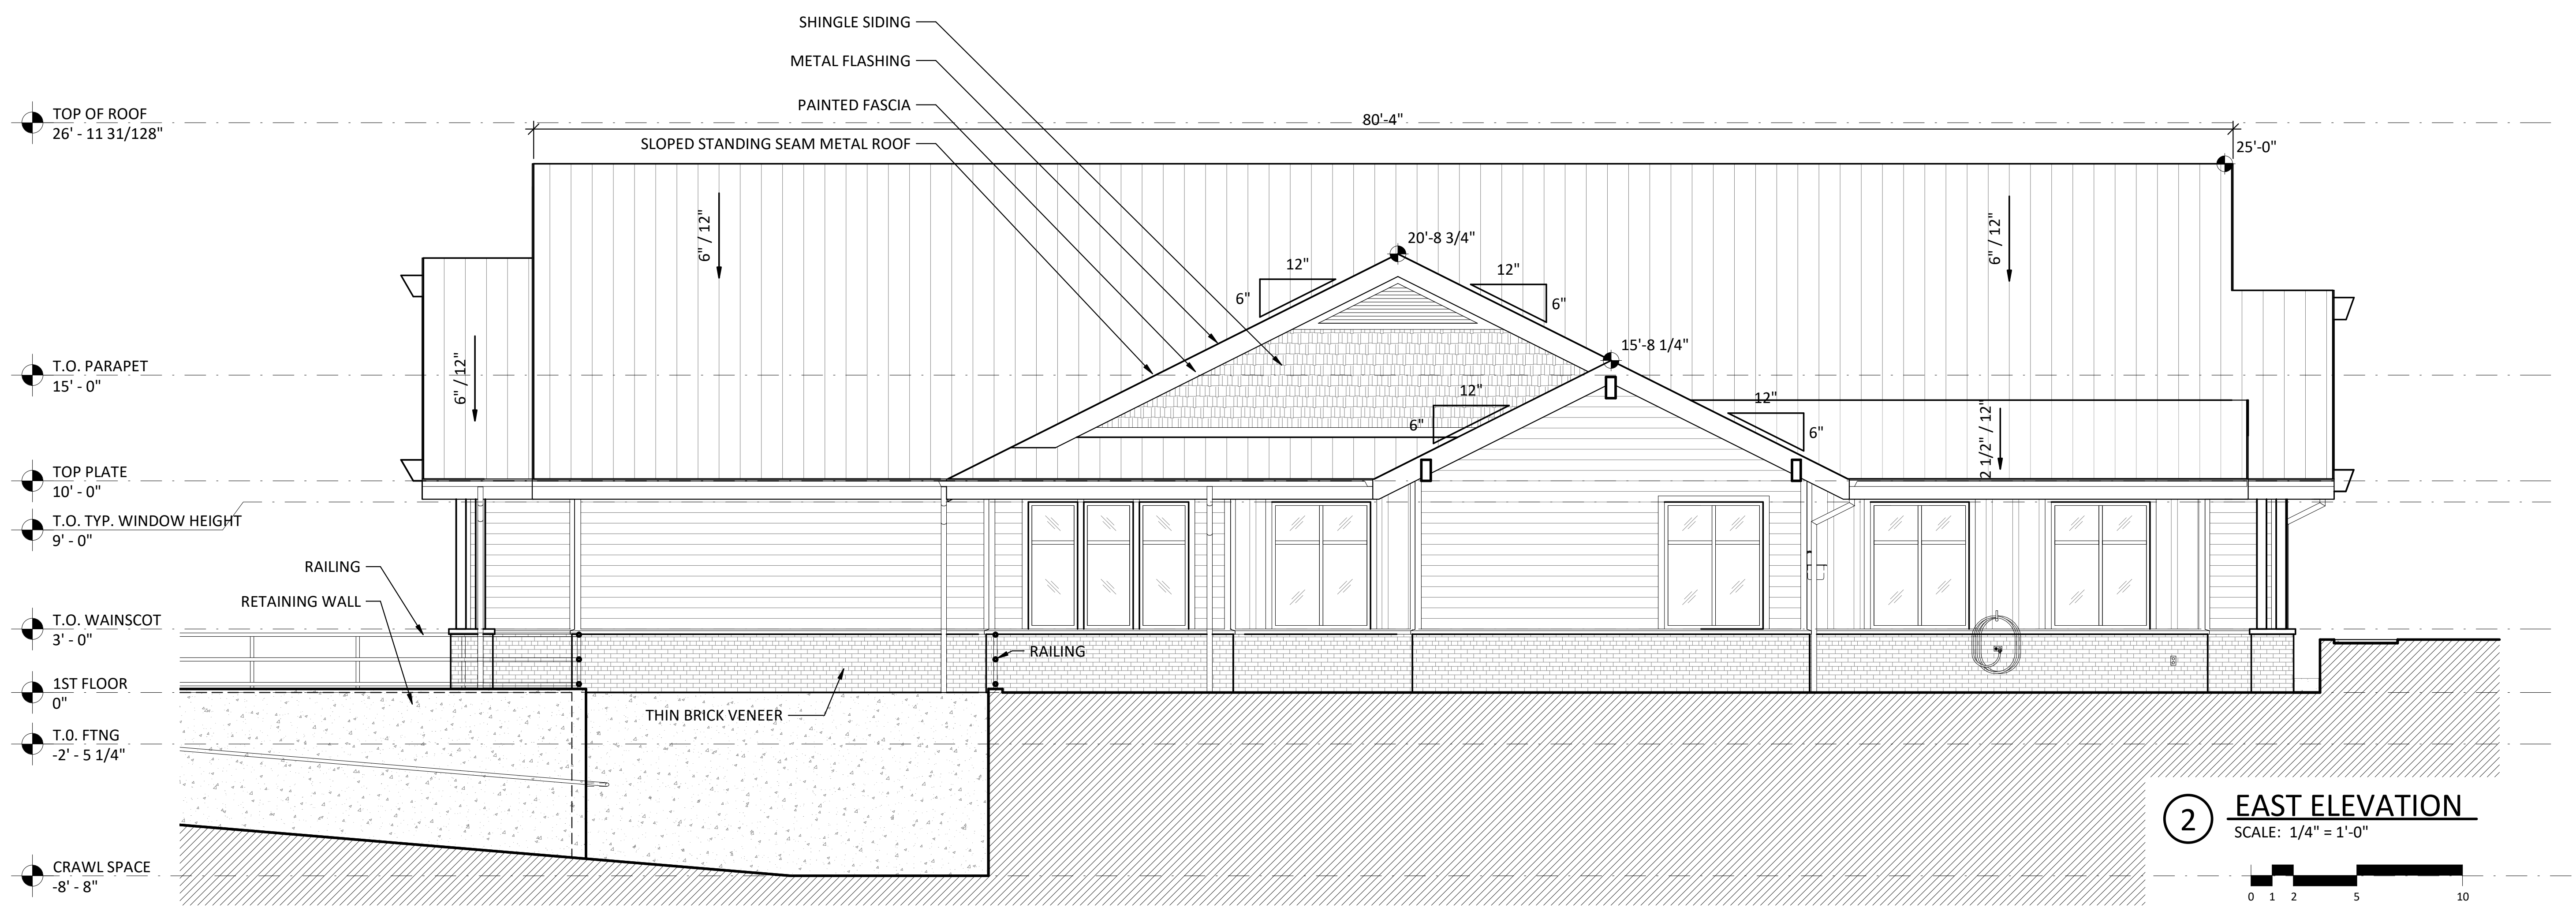 SHINGLE SIDING
METAL FLASHING
PAINTED FASCIA
SLOPED STANDING SEAM METAL ROOF
TOP OF ROOF
26' - 11 31/128"
80'-4"
25'-0"
6" / 12"
6" / 12"
20'-8 3/4"
12"
6"
12"
6"
15'-8 1/4"
T.O. PARAPET
15' - 0"
6" / 12"
12"
6"
12"
6"
2 1/2" / 12"
TOP PLATE
10' - 0"
T.O. TYP. WINDOW HEIGHT
9' - 0"
RAILING
RETAINING WALL
T.O. WAINSCOT
3' - 0"
RAILING
1ST FLOOR
0"
THIN BRICK VENEER
T.0. FTNG
-2' - 5 1/4"
CRAWL SPACE
-8' - 8"
2
EAST ELEVATION
SCALE: 1/4" = 1'-0"
0 1 2 5 10